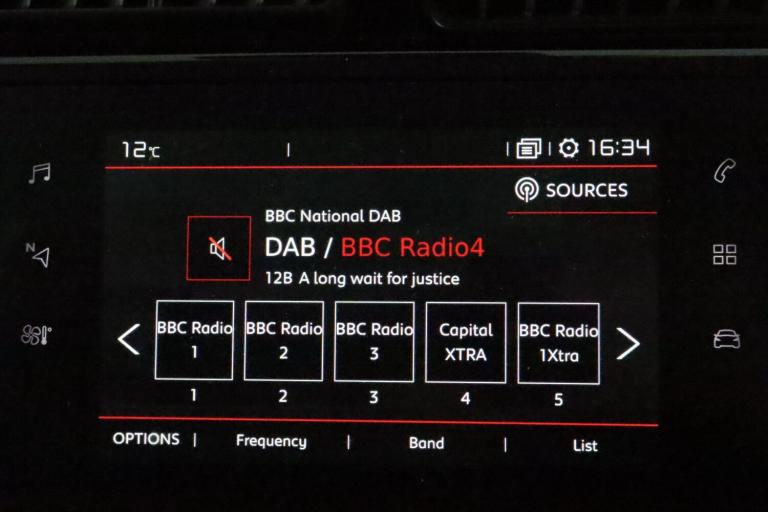 12°C
16:34
SOURCES
BBC National DAB
DAB / BBC Radio4
12B A long wait for justice
BBC Radio 1
BBC Radio 2
BBC Radio 3
Capital XTRA
BBC Radio 1Xtra
1 2 3 4 5
OPTIONS | Frequency | Band | List
N